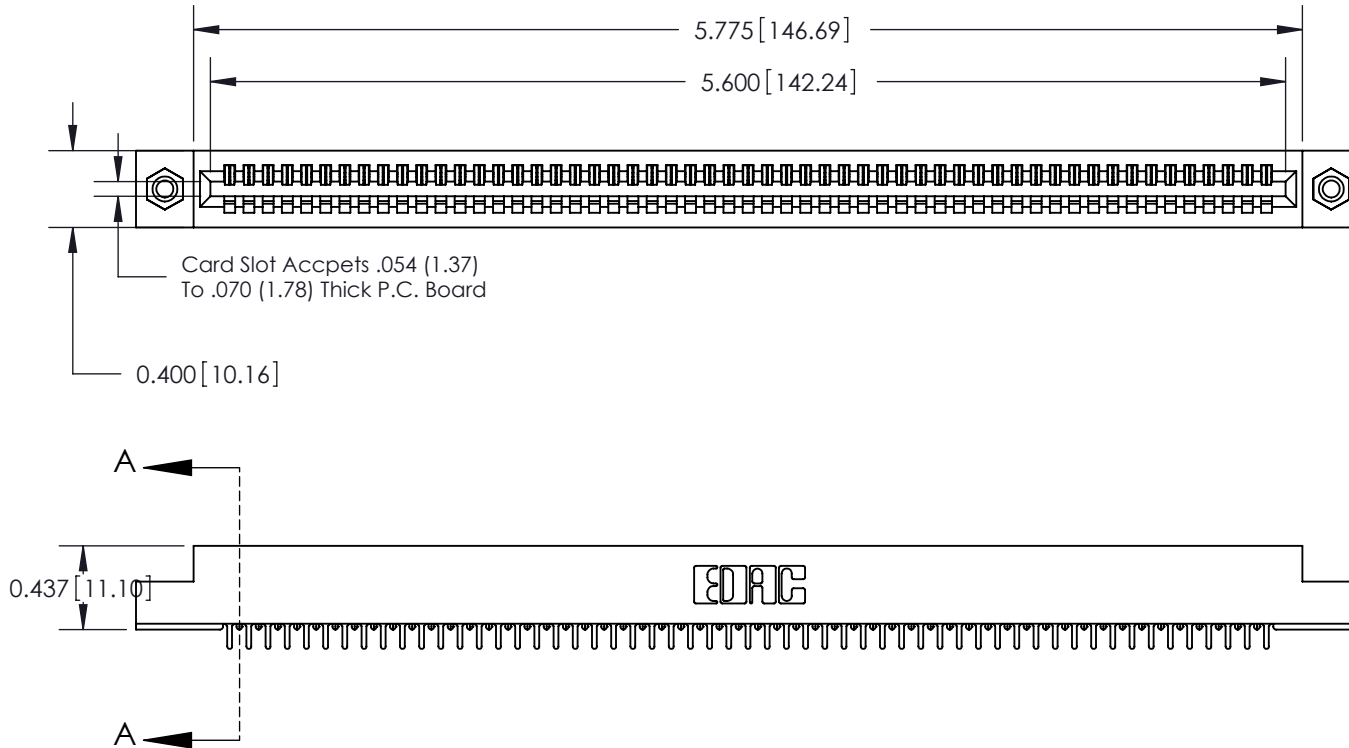 5.775[146.69]
5.600[142.24]
Card Slot Accpets .054 (1.37)
To .070 (1.78) Thick P.C. Board
0.400[10.16]
A
0.437[11.10]
EDAC
A